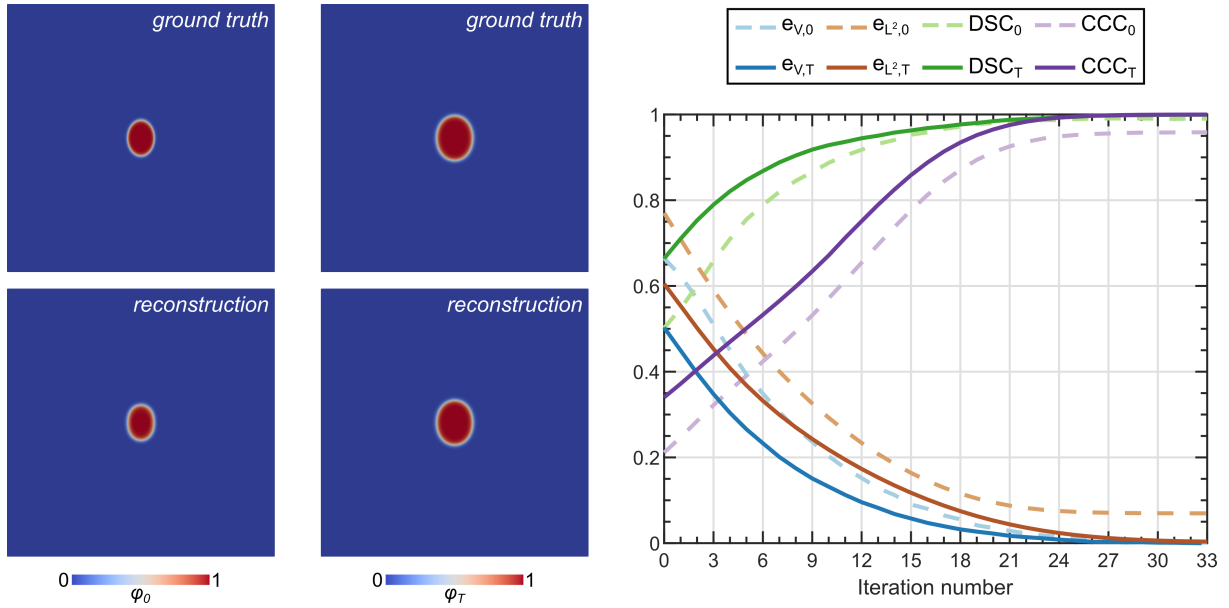 ground truth
ground truth
reconstruction
reconstruction
0 1
φ0
0 1
φT
eV,0 eL²,0 DSC0 CCC0
eV,T eL²,T DSCT CCCT
1
0.8
0.6
0.4
0.2
0
0 3 6 9 12 15 18 21 24 27 30 33
Iteration number